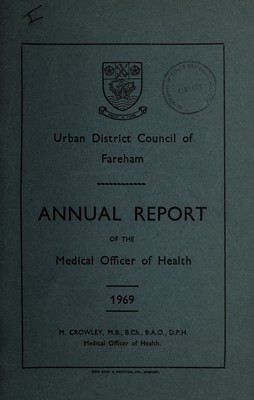 Urban District Council of
Fareham
ANNUAL REPORT
OF THE
Medical Officer of Health
1969
M. CROWLEY, M.B., B.Ch., B.A.O., D.P.H.
Medical Officer of Health.